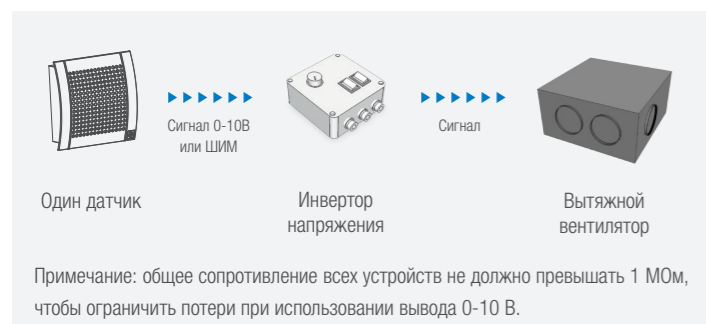 Сигнал 0-10В
или ШИМ
Сигнал
Один датчик
Инвертор
напряжения
Вытяжной
вентилятор
Примечание: общее сопротивление всех устройств не должно превышать 1 МОм,
чтобы ограничить потери при использовании вывода 0-10 В.